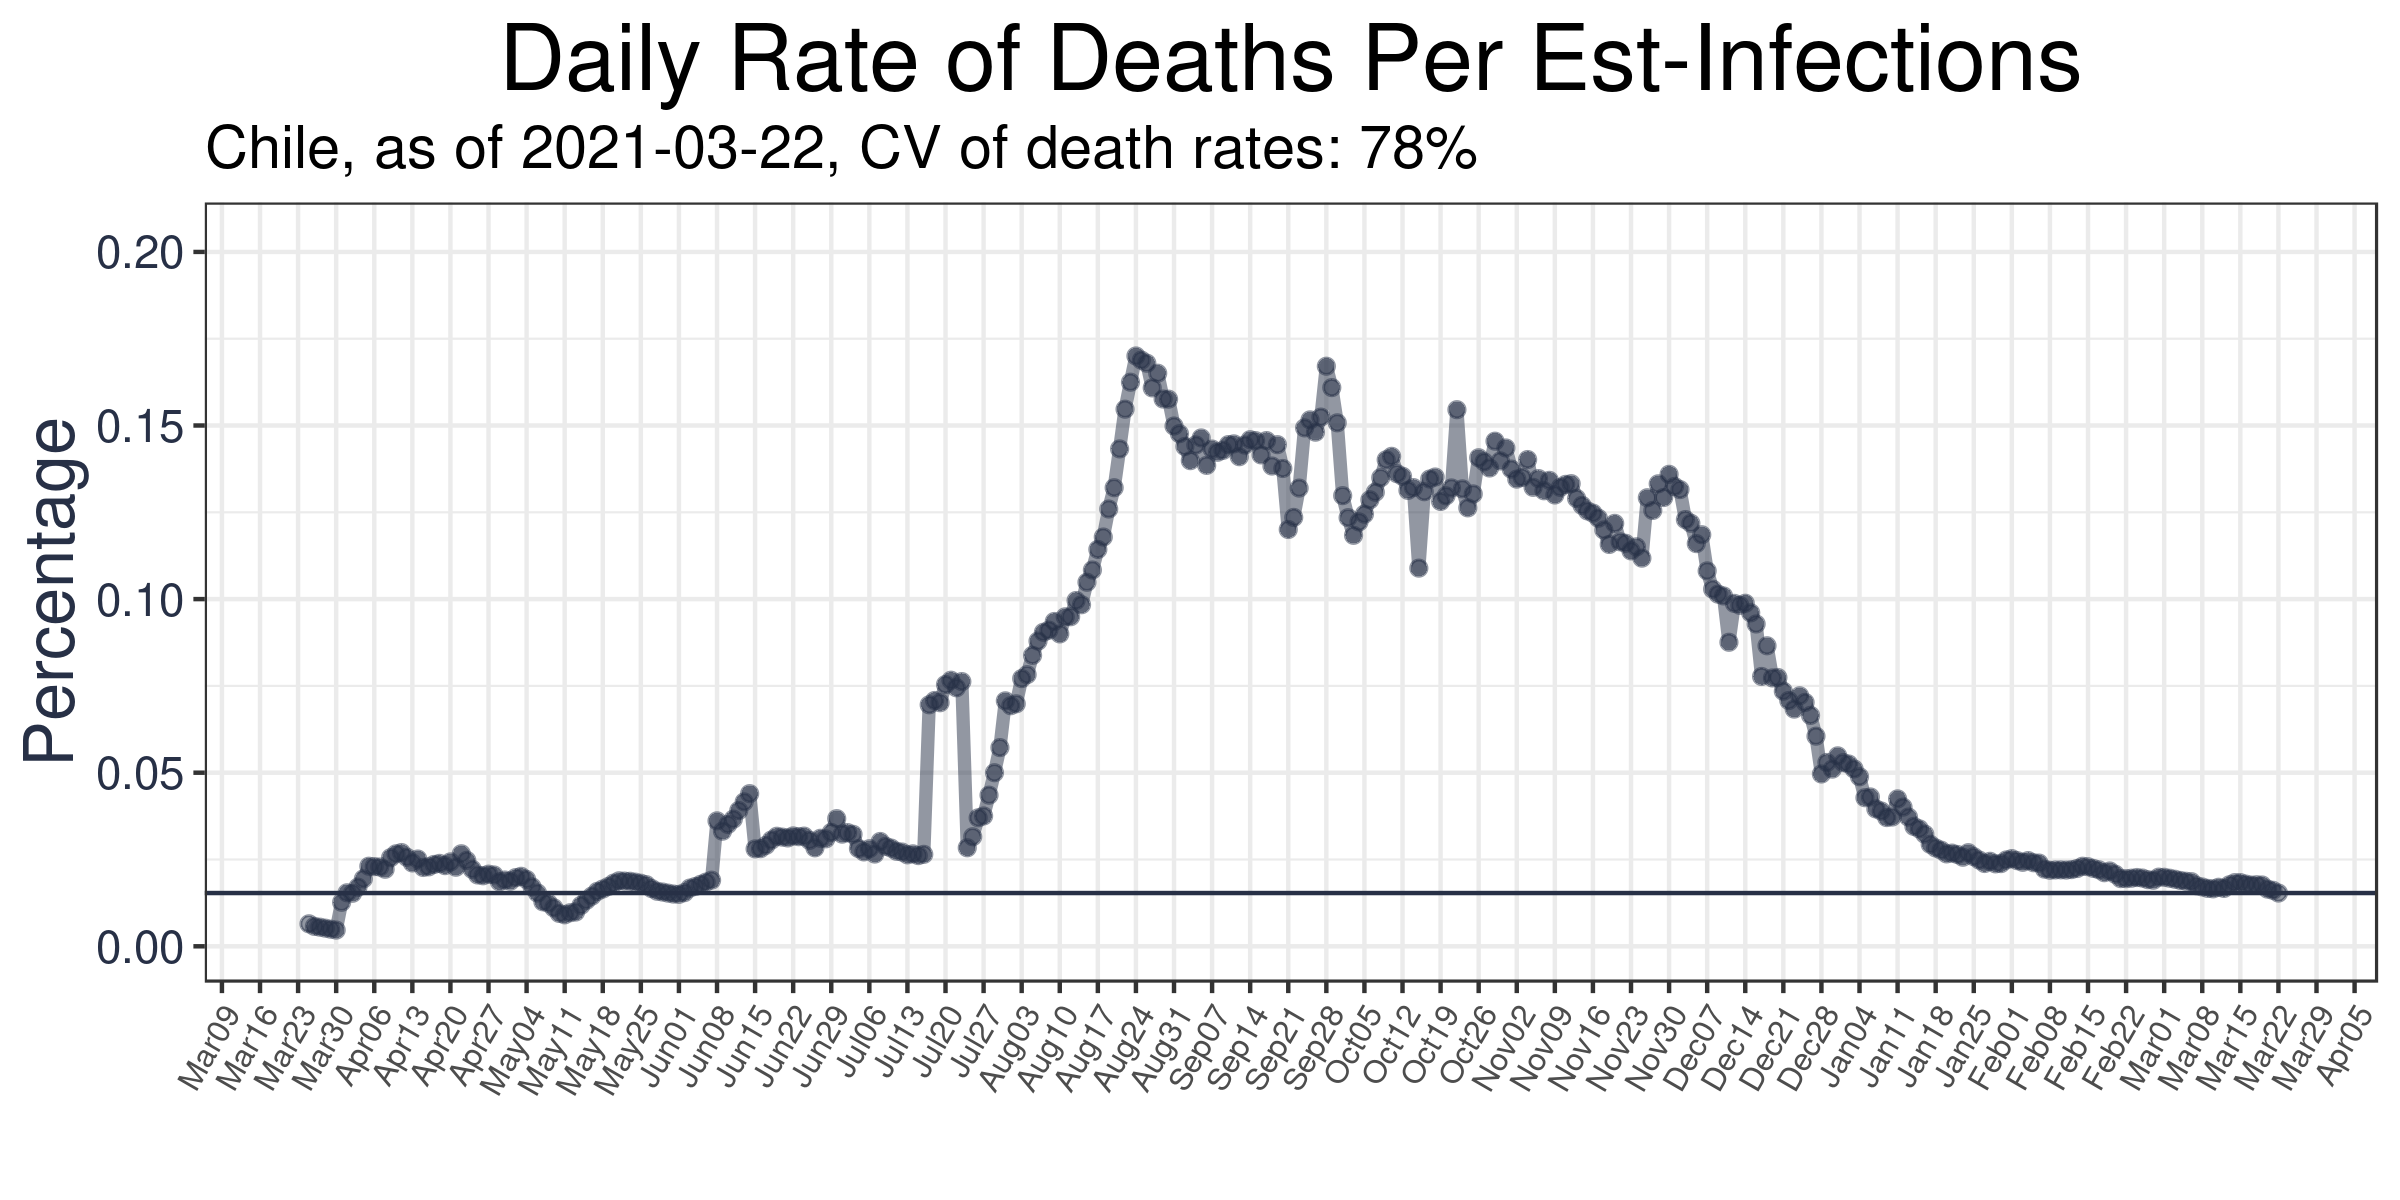 Daily Rate of Deaths Per Est-Infections
Chile, as of 2021-03-22, CV of death rates: 78%
Percentage
0.20
0.15
0.10
0.05
0.00
Mar09
Mar16
Mar23
Mar30
Apr06
Apr13
Apr20
Apr27
May04
May11
May18
May25
Jun01
Jun08
Jun15
Jun22
Jun29
Jul06
Jul13
Jul20
Jul27
Aug03
Aug10
Aug17
Aug24
Aug31
Sep07
Sep14
Sep21
Sep28
Oct05
Oct12
Oct19
Oct26
Nov02
Nov09
Nov16
Nov23
Nov30
Dec07
Dec14
Dec21
Dec28
Jan04
Jan11
Jan18
Jan25
Feb01
Feb08
Feb15
Feb22
Mar01
Mar08
Mar15
Mar22
Mar29
Apr05